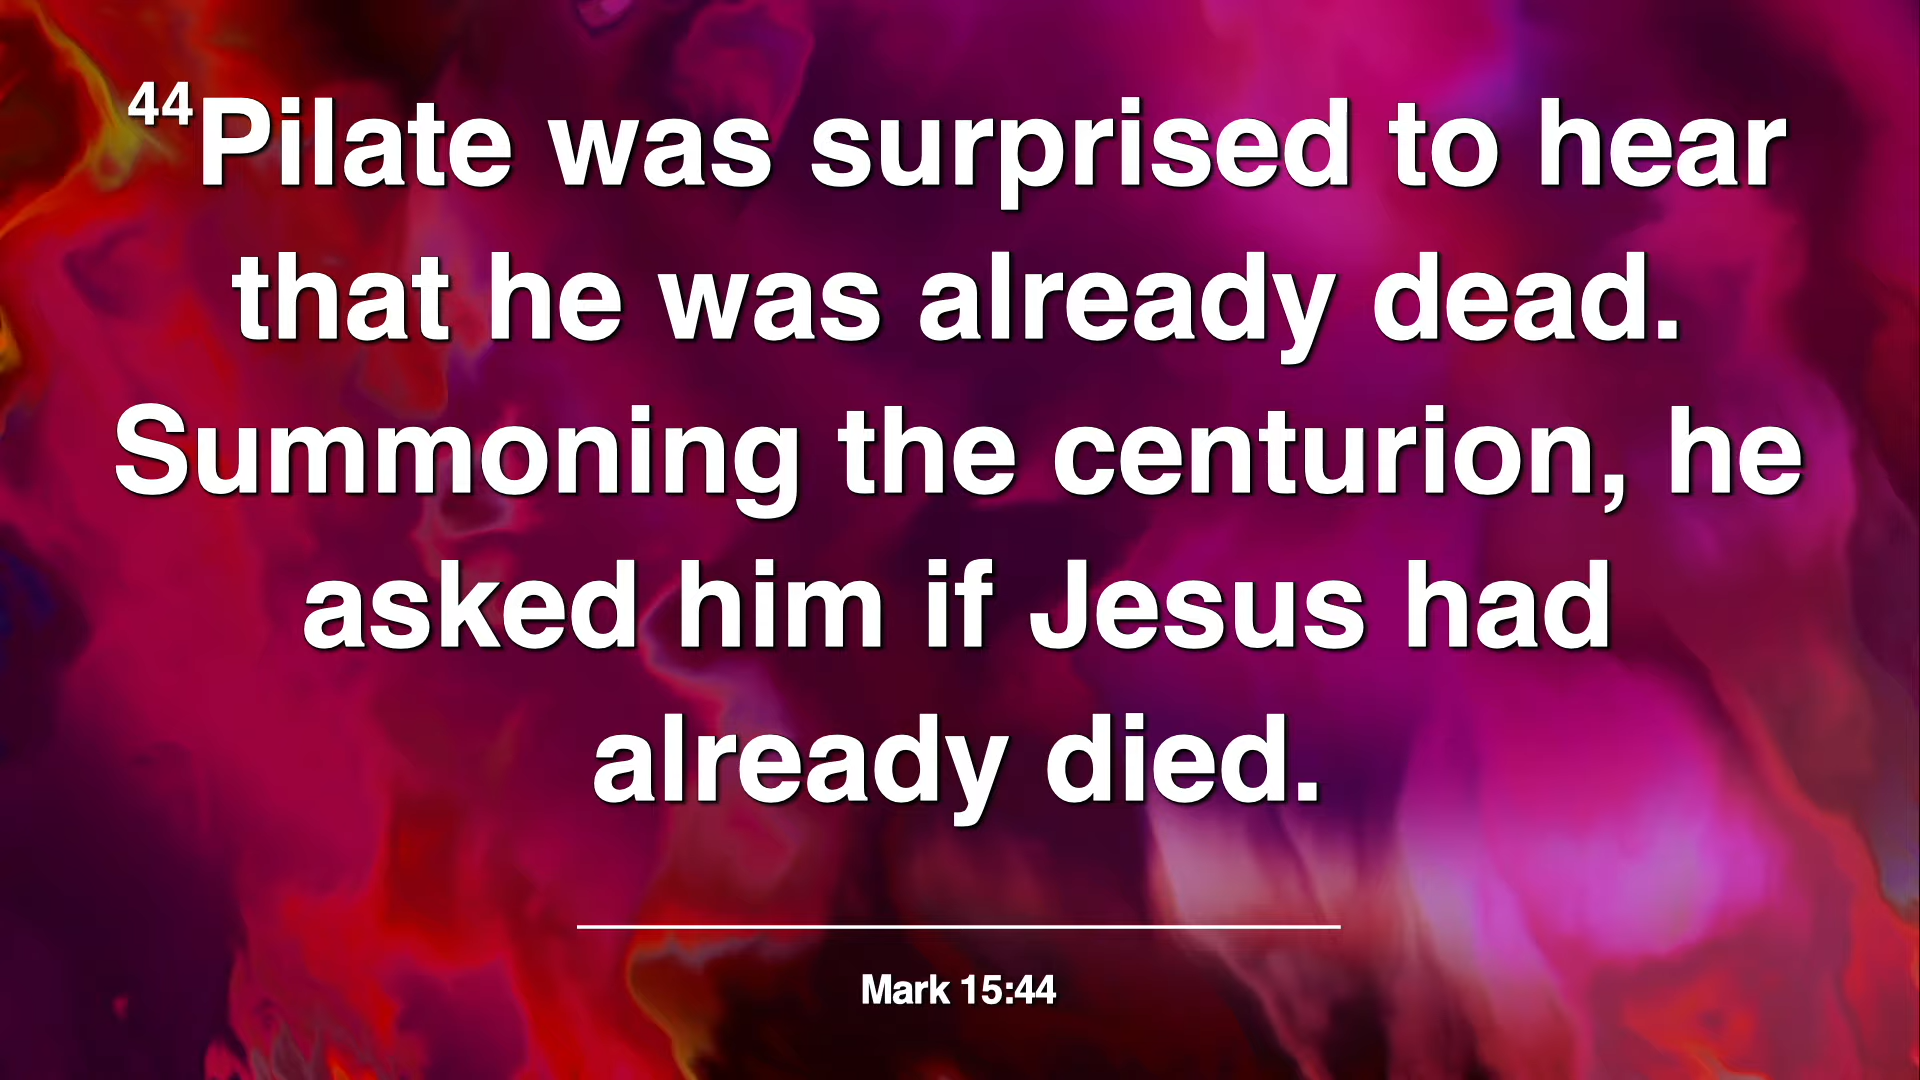 44Pilate was surprised to hear
that he was already dead.
Summoning the centurion, he
asked him if Jesus had
already died.
Mark 15:44